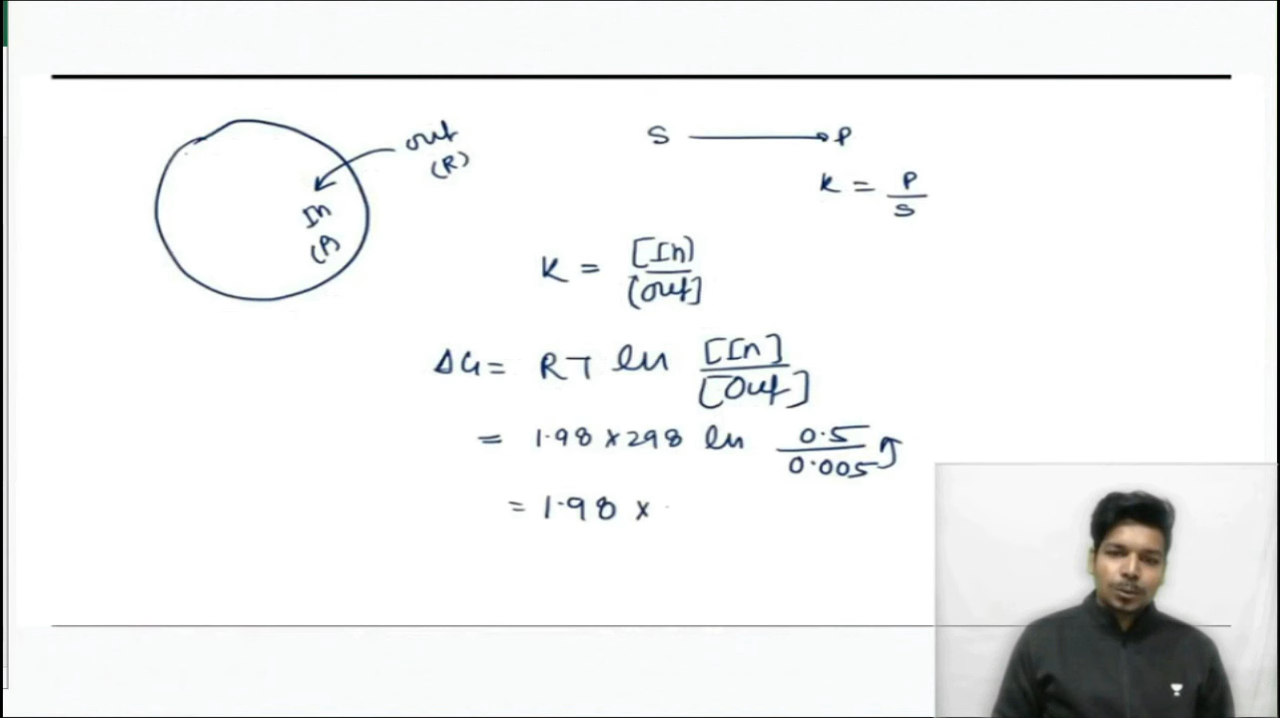 out
(R)
In
(P)
S ⟶ P
K = P/S
K = [In)/(out]
ΔG = RT ln [In]/[Out]
= 1.98 × 298 ln 0.5/0.005
= 1.98 ×